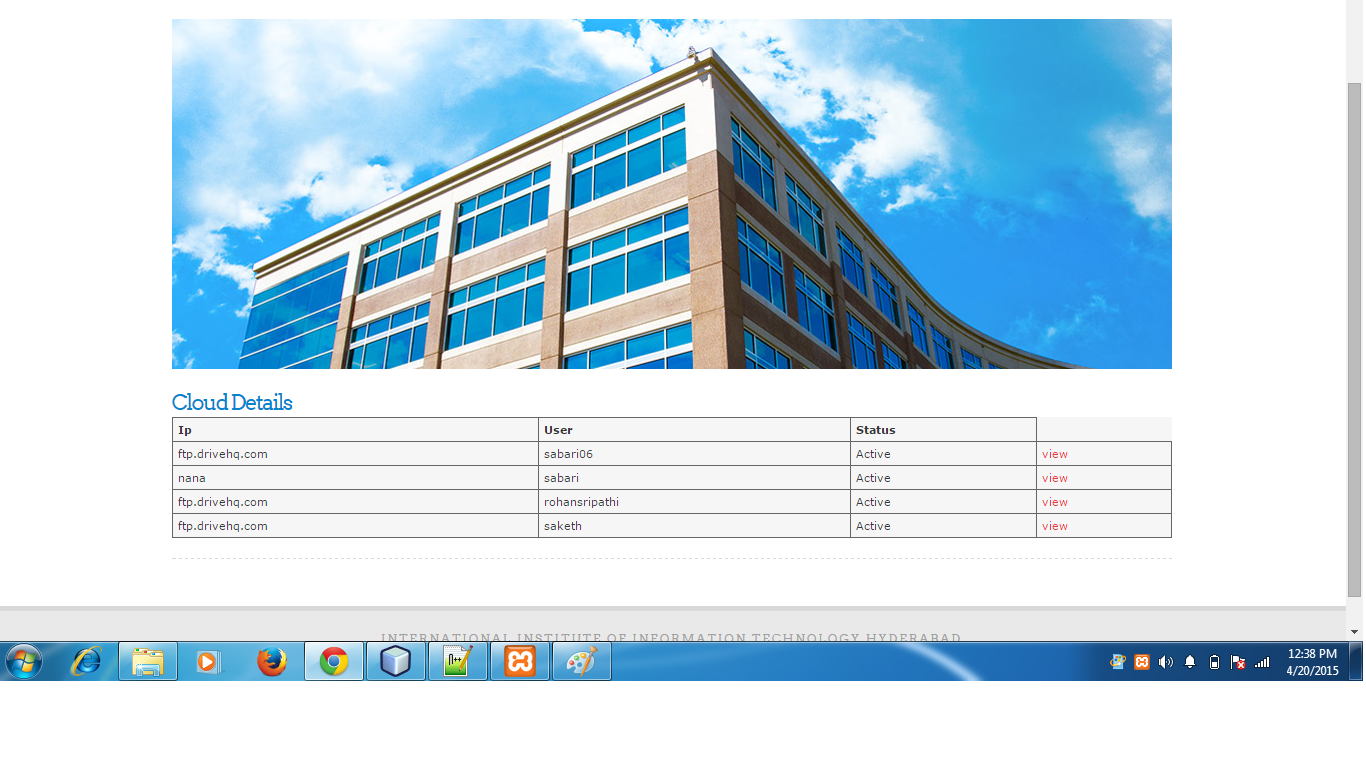 Cloud Details
Ip User Status
ftp.drivehq.com sabari06 Active view
nana sabari Active view
ftp.drivehq.com rohansripathi Active view
ftp.drivehq.com saketh Active view
INTERNATIONAL INSTITUTE OF INFORMATION TECHNOLOGY HYDERABAD
12:38 PM
4/20/2015